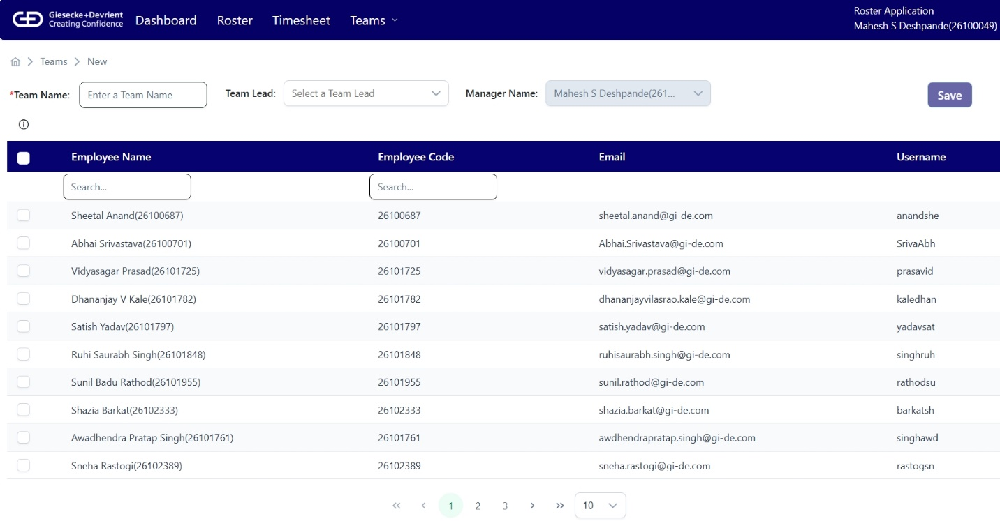 Giesecke+Devrient
Creating Confidence
Dashboard Roster Timesheet Teams
Roster Application
Mahesh S Deshpande(26100049)
Teams New
*Team Name: Enter a Team Name Team Lead: Select a Team Lead Manager Name: Mahesh S Deshpande(261... Save
Employee Name Employee Code Email Username
Search... Search...
Sheetal Anand(26100687) 26100687 sheetal.anand@gi-de.com anandshe
Abhai Srivastava(26100701) 26100701 Abhai.Srivastava@gi-de.com SrivaAbh
Vidyasagar Prasad(26101725) 26101725 vidyasagar.prasad@gi-de.com prasavid
Dhananjay V Kale(26101782) 26101782 dhananjayvilasrao.kale@gi-de.com kaledhan
Satish Yadav(26101797) 26101797 satish.yadav@gi-de.com yadavsat
Ruhi Saurabh Singh(26101848) 26101848 ruhisaurabh.singh@gi-de.com singhruh
Sunil Badu Rathod(26101955) 26101955 sunil.rathod@gi-de.com rathodsu
Shazia Barkat(26102333) 26102333 shazia.barkat@gi-de.com barkatsh
Awadhendra Pratap Singh(26101761) 26101761 awdhendrapratap.singh@gi-de.com singhawd
Sneha Rastogi(26102389) 26102389 sneha.rastogi@gi-de.com rastogsn
1 2 3 10